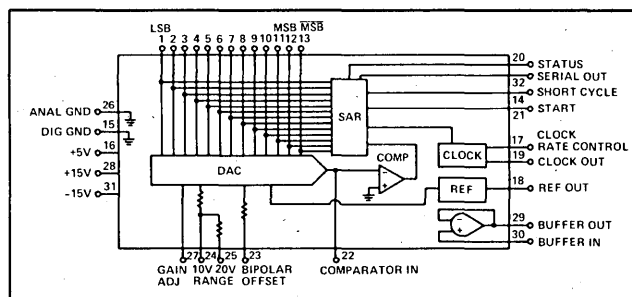 LSB MSB M̅S̅B̅
1 2 3 4 5 6 7 8 9 10 11 12 13
20 STATUS
SERIAL OUT
32 SHORT CYCLE
14 START
21
ANAL GND 26
DIG GND 15
+5V 16
+15V 28
-15V 31
SAR
COMP
DAC
CLOCK
REF
CLOCK
17 RATE CONTROL
19 CLOCK OUT
18 REF OUT
29 BUFFER OUT
30 BUFFER IN
27 24 25 23 22
GAIN ADJ
10V 20V RANGE
BIPOLAR OFFSET
COMPARATOR IN